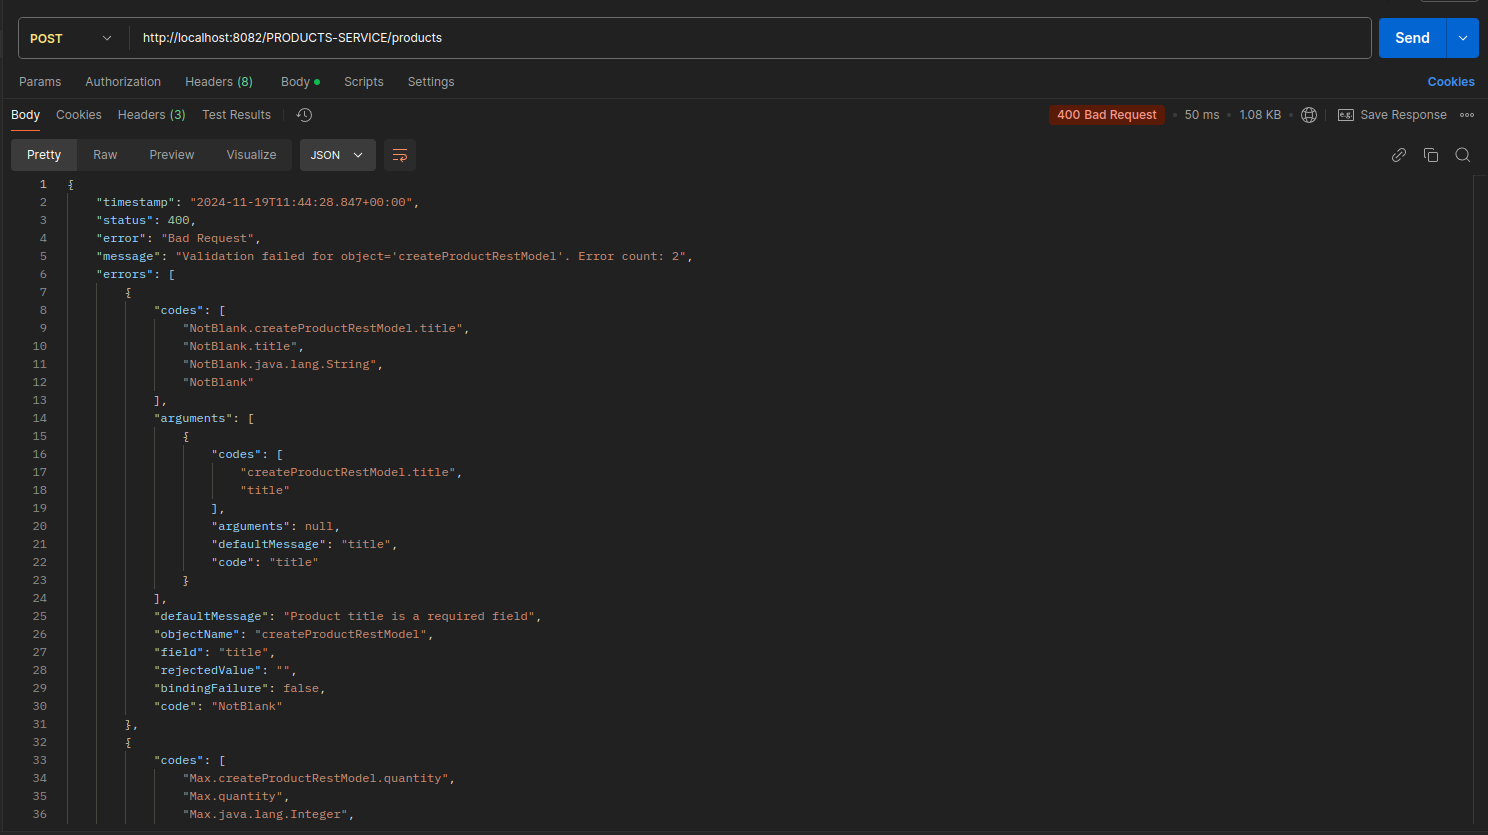 POST http://localhost:8082/PRODUCTS-SERVICE/products Send
Params Authorization Headers (8) Body Scripts Settings Cookies
Body Cookies Headers (3) Test Results 400 Bad Request 50 ms 1.08 KB e.g. Save Response
Pretty Raw Preview Visualize JSON
1 {
2 "timestamp": "2024-11-19T11:44:28.847+00:00",
3 "status": 400,
4 "error": "Bad Request",
5 "message": "Validation failed for object='createProductRestModel'. Error count: 2",
6 "errors": [
7 {
8 "codes": [
9 "NotBlank.createProductRestModel.title",
10 "NotBlank.title",
11 "NotBlank.java.lang.String",
12 "NotBlank"
13 ],
14 "arguments": [
15 {
16 "codes": [
17 "createProductRestModel.title",
18 "title"
19 ],
20 "arguments": null,
21 "defaultMessage": "title",
22 "code": "title"
23 }
24 ],
25 "defaultMessage": "Product title is a required field",
26 "objectName": "createProductRestModel",
27 "field": "title",
28 "rejectedValue": "",
29 "bindingFailure": false,
30 "code": "NotBlank"
31 },
32 {
33 "codes": [
34 "Max.createProductRestModel.quantity",
35 "Max.quantity",
36 "Max.java.lang.Integer",